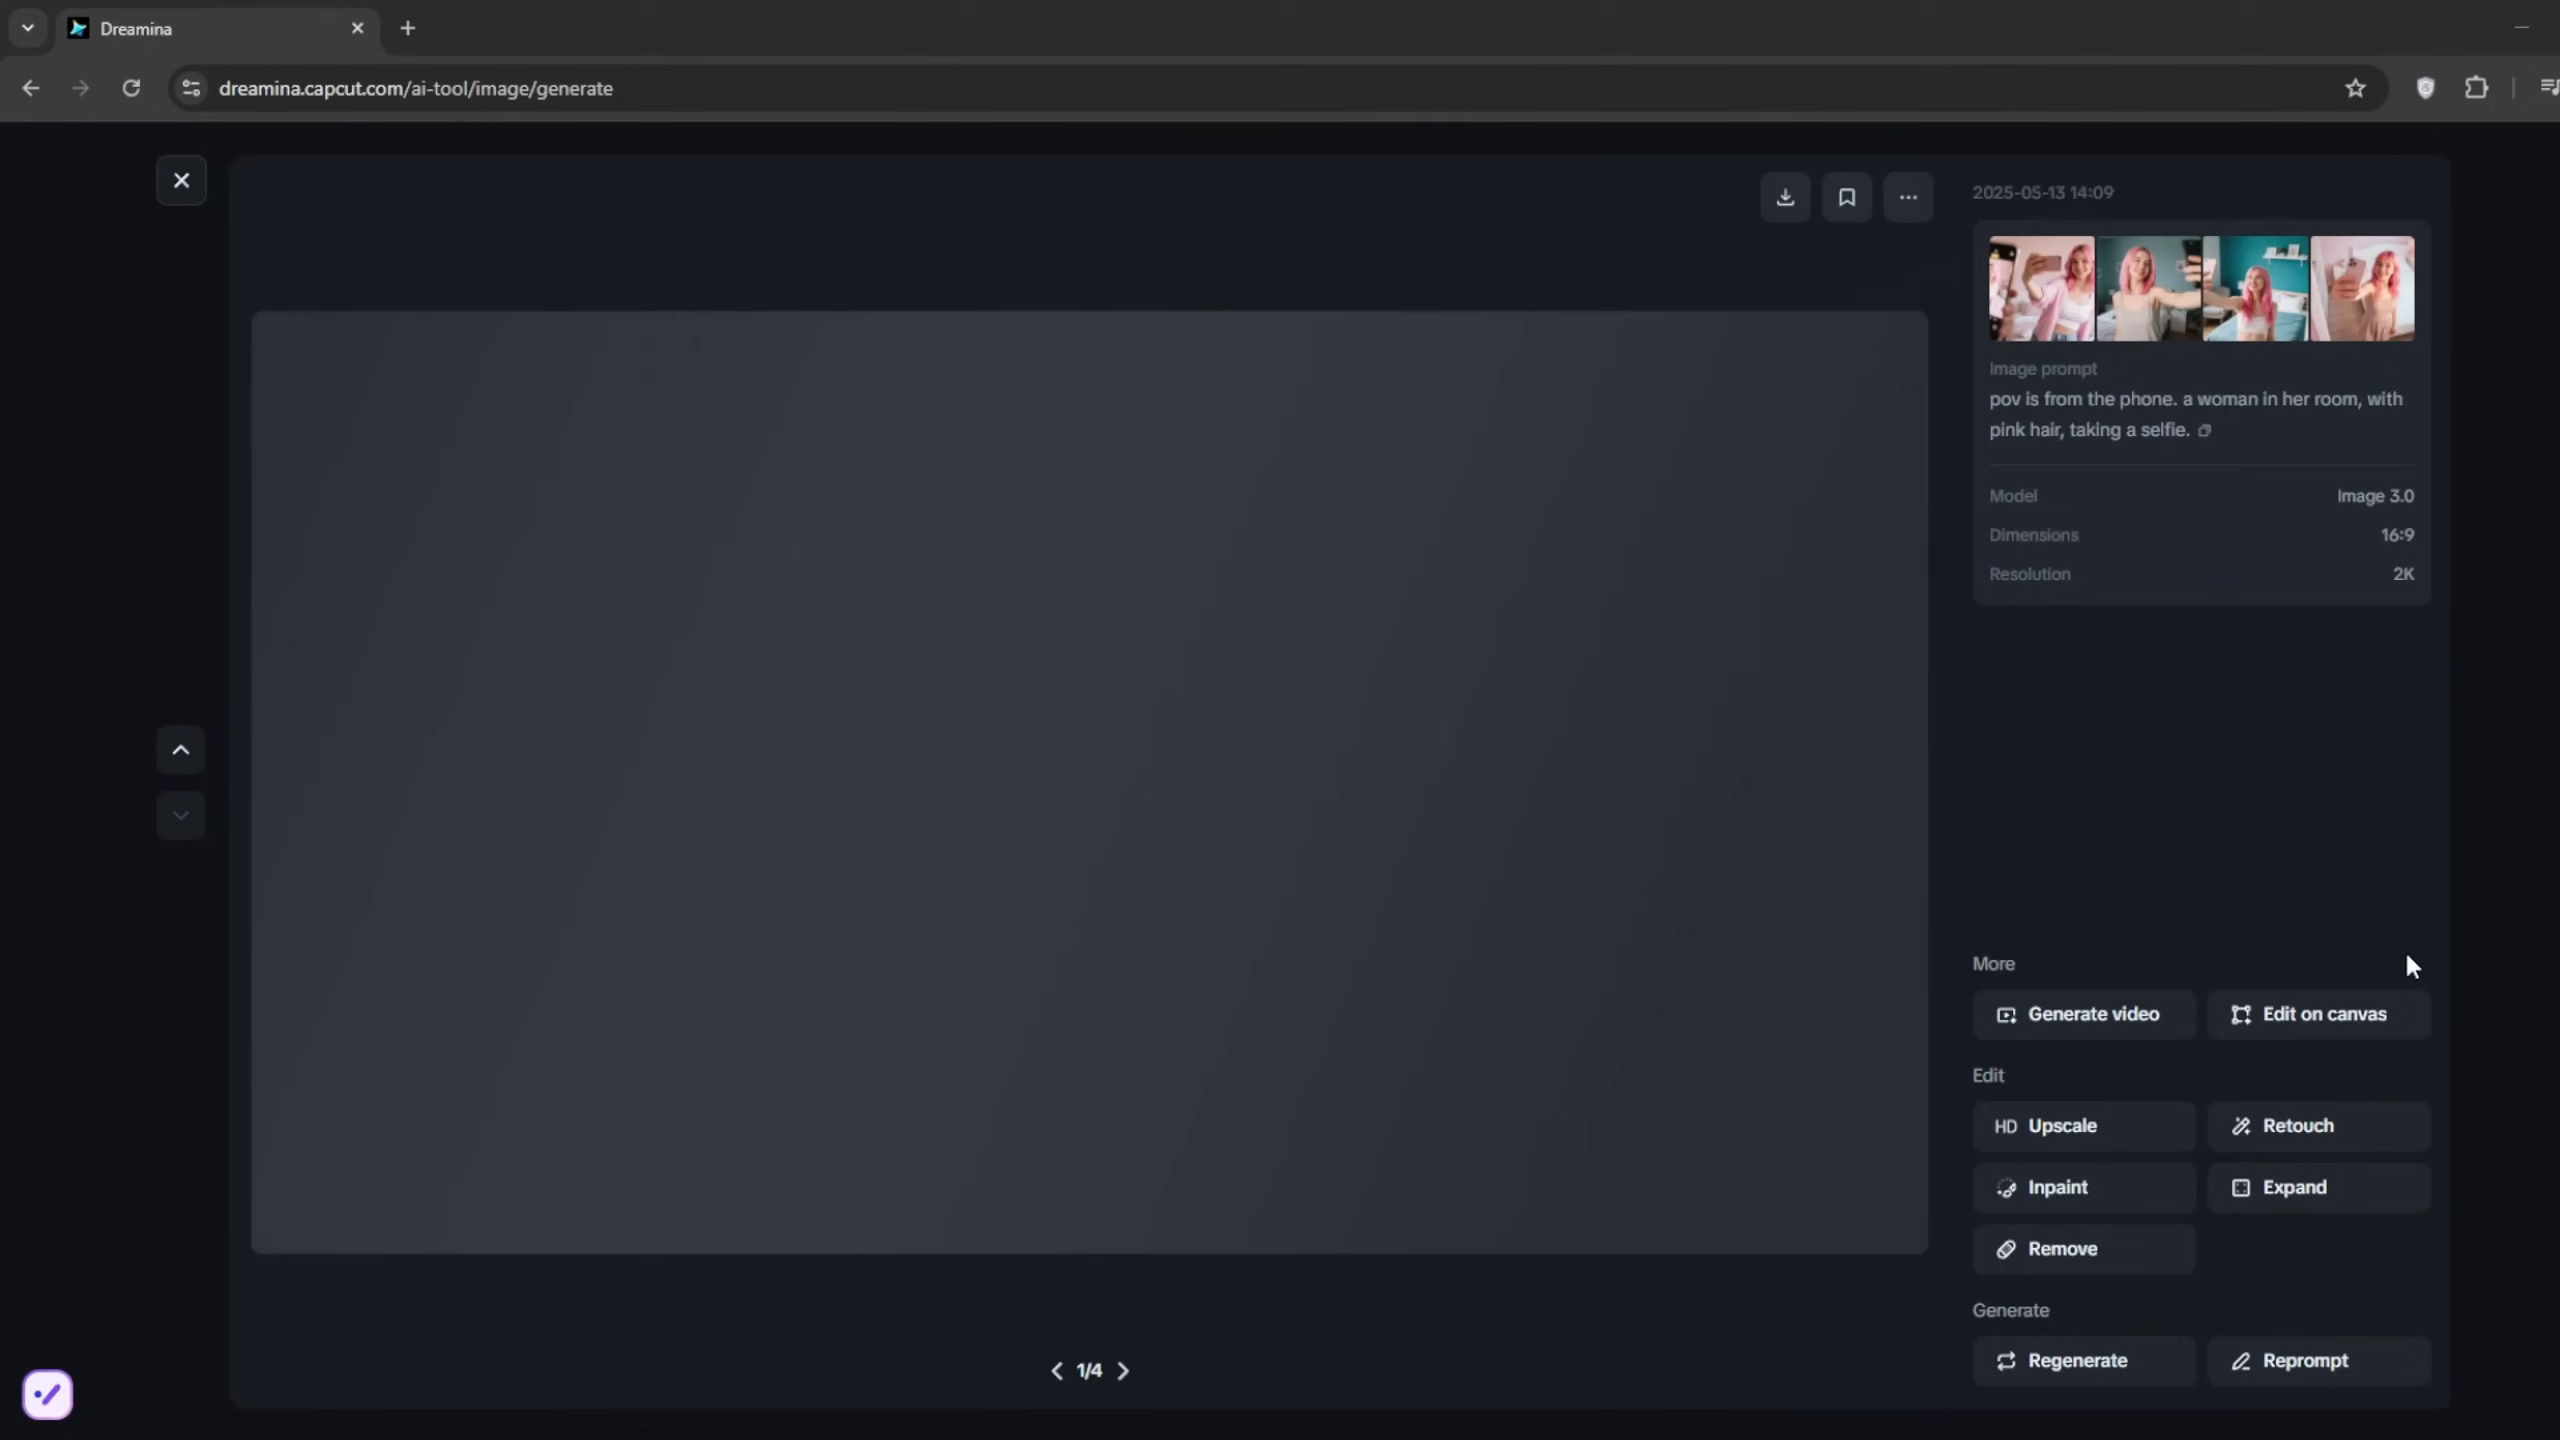 Dreamina
dreamina.capcut.com/ai-tool/image/generate
2025-05-13 14:09
Image prompt
pov is from the phone. a woman in her room, with
pink hair, taking a selfie.
Model Image 3.0
Dimensions 16:9
Resolution 2K
More
Generate video Edit on canvas
Edit
HD Upscale Retouch
Inpaint Expand
Remove
Generate
Regenerate Reprompt
1/4